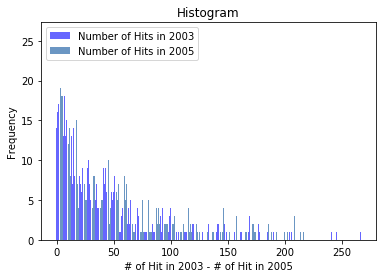 Histogram
Number of Hits in 2003
Number of Hits in 2005
25
20
15
10
5
0
Frequency
0 50 100 150 200 250
# of Hit in 2003 - # of Hit in 2005